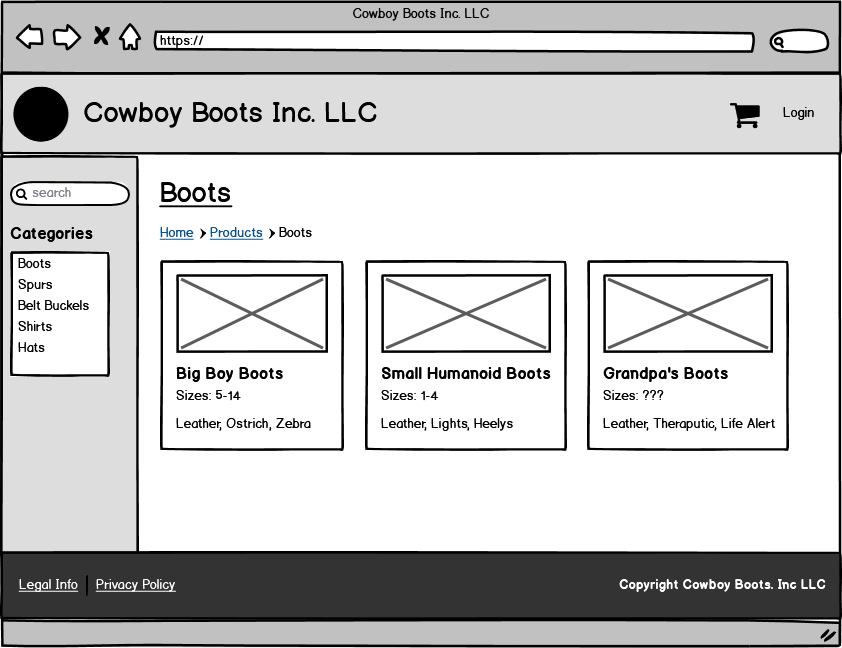 Cowboy Boots Inc. LLC
https://
Cowboy Boots Inc. LLC
Login
search
Categories
Boots
Spurs
Belt Buckels
Shirts
Hats
Boots
Home > Products > Boots
Big Boy Boots
Sizes: 5-14
Leather, Ostrich, Zebra
Small Humanoid Boots
Sizes: 1-4
Leather, Lights, Heelys
Grandpa's Boots
Sizes: ???
Leather, Theraputic, Life Alert
Legal Info | Privacy Policy
Copyright Cowboy Boots. Inc LLC